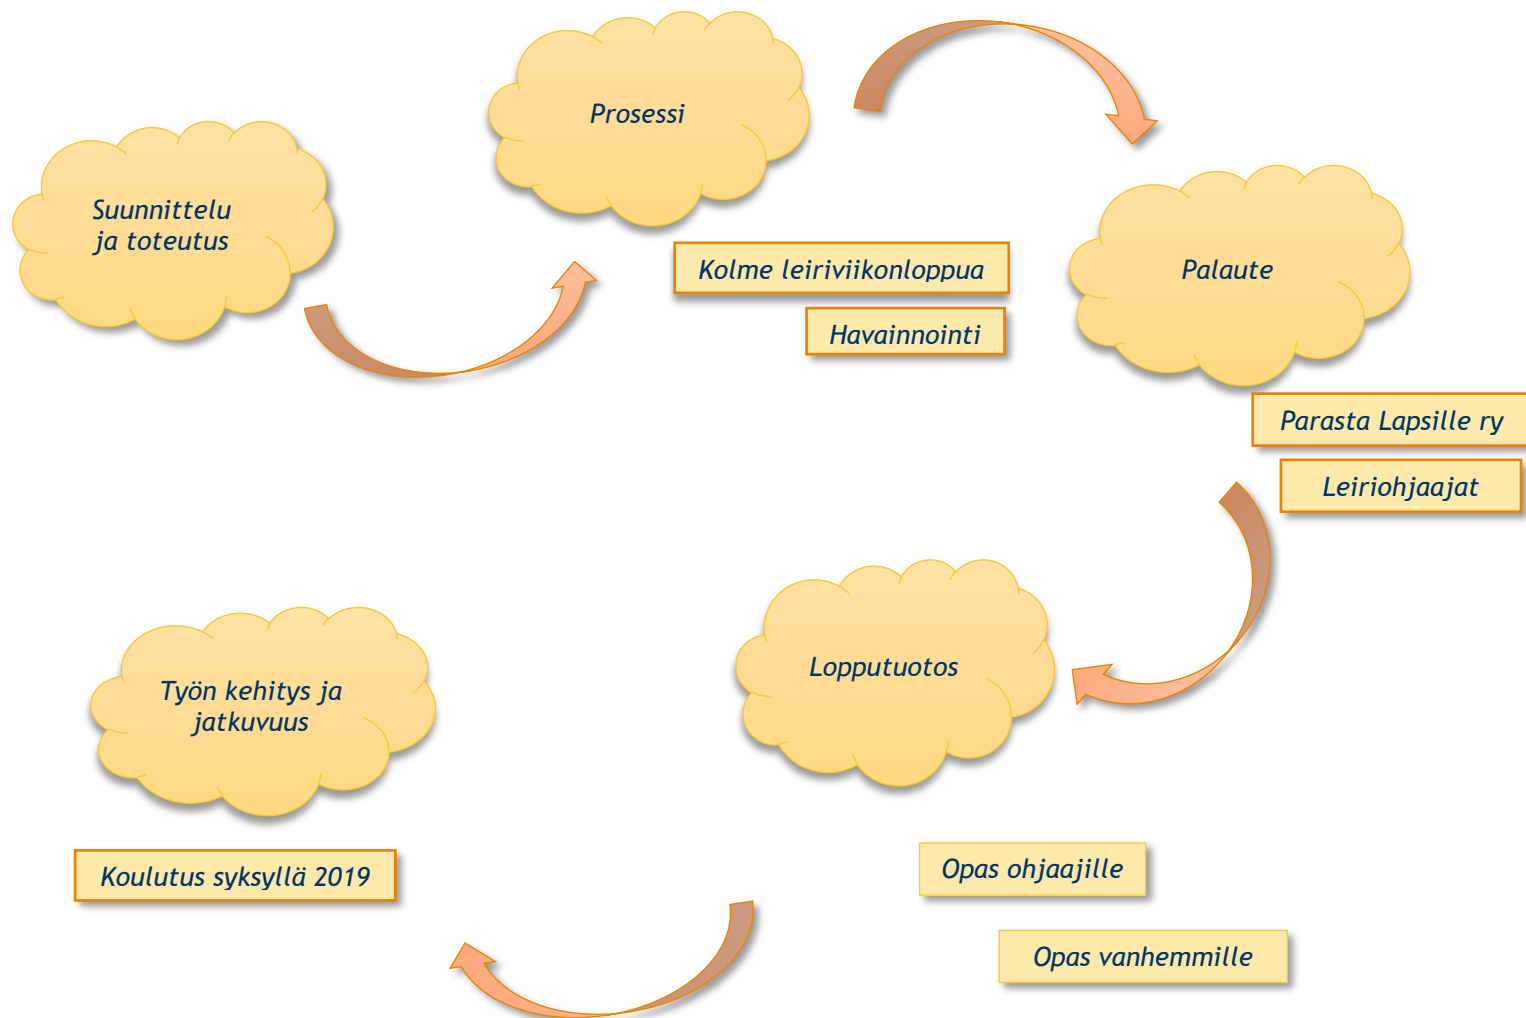 Suunnittelu
ja toteutus
Prosessi
Kolme leiriviikonloppua
Havainnointi
Palaute
Parasta Lapsille ry
Leiriohjaajat
Lopputuotos
Opas ohjaajille
Opas vanhemmille
Työn kehitys ja
jatkuvuus
Koulutus syksyllä 2019